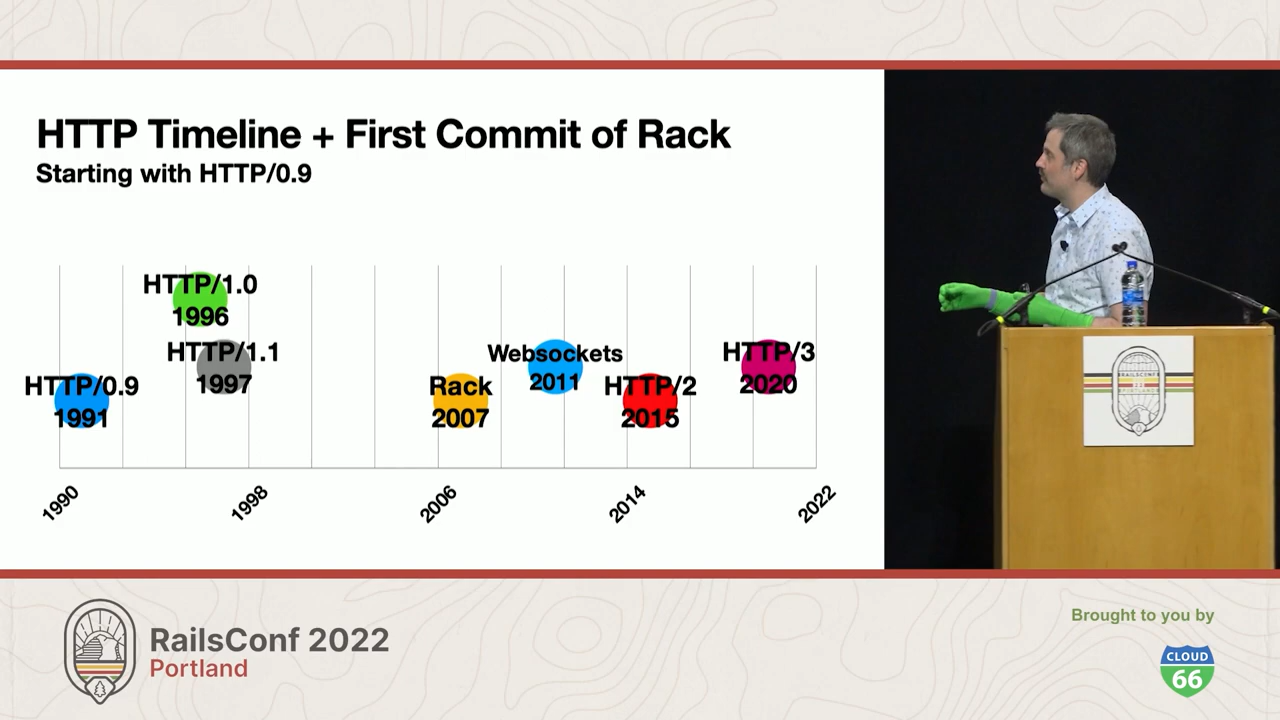 HTTP Timeline + First Commit of Rack
Starting with HTTP/0.9
HTTP/1.0
1996
HTTP/1.1
1997
HTTP/0.9
1991
Rack
2007
Websockets
2011
HTTP/2
2015
HTTP/3
2020
1990
1998
2006
2014
2022
RAILSCONF
RailsConf 2022
Portland
Brought to you by
CLOUD
66